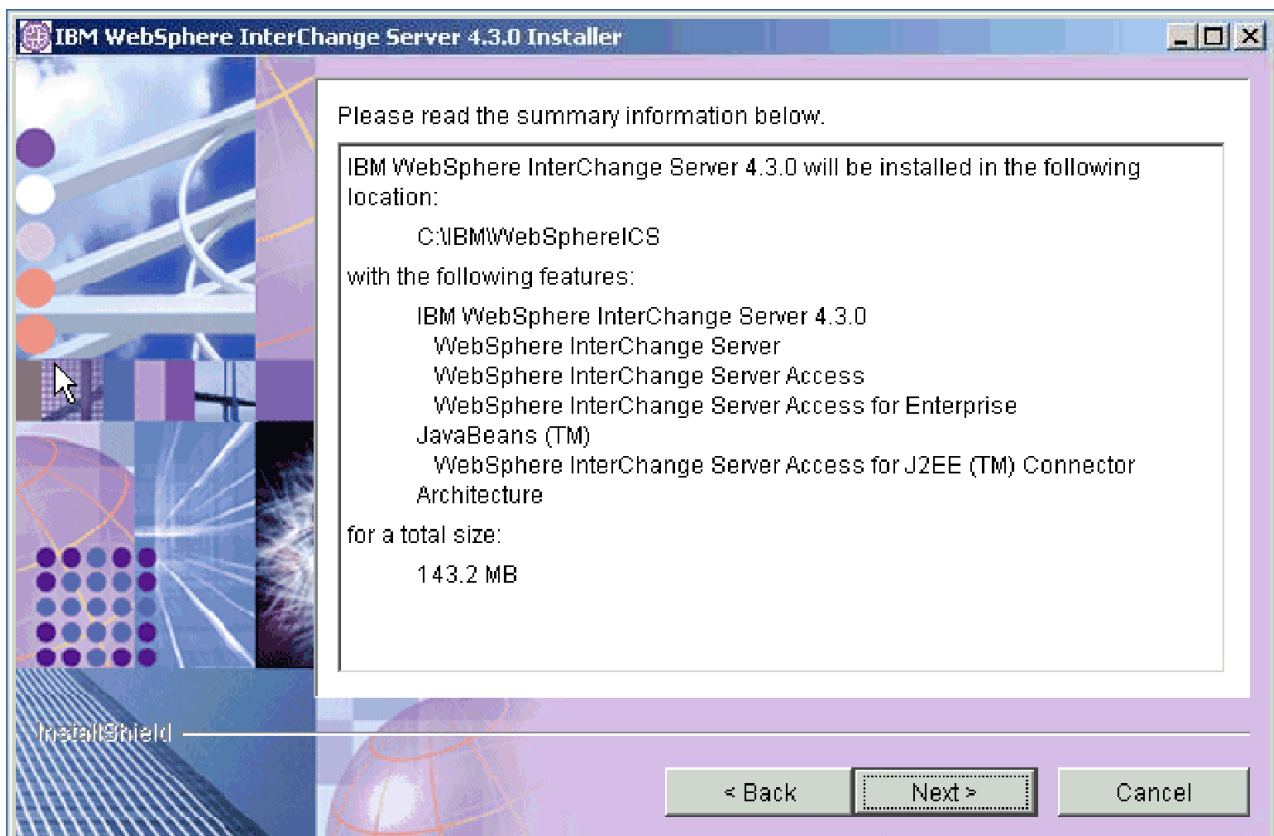 IBM WebSphere InterChange Server 4.3.0 Installer
Please read the summary information below.
IBM WebSphere InterChange Server 4.3.0 will be installed in the following
location:
C:\IBM\WebSphereICS
with the following features:
IBM WebSphere InterChange Server 4.3.0
WebSphere InterChange Server
WebSphere InterChange Server Access
WebSphere InterChange Server Access for Enterprise
JavaBeans (TM)
WebSphere InterChange Server Access for J2EE (TM) Connector
Architecture
for a total size:
143.2 MB
InstallShield
< Back
Next >
Cancel